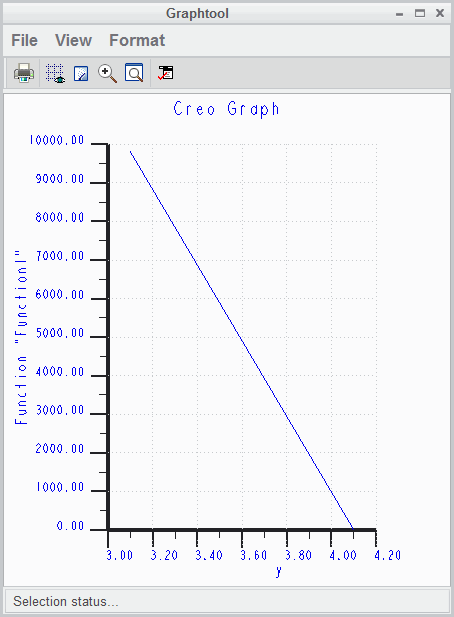 Graphtool
File View Format
Creo Graph
10000.00
9000.00
8000.00
7000.00
6000.00
5000.00
4000.00
3000.00
2000.00
1000.00
0.00
Function "Function1"
3.00 3.20 3.40 3.60 3.80 4.00 4.20
y
Selection status...